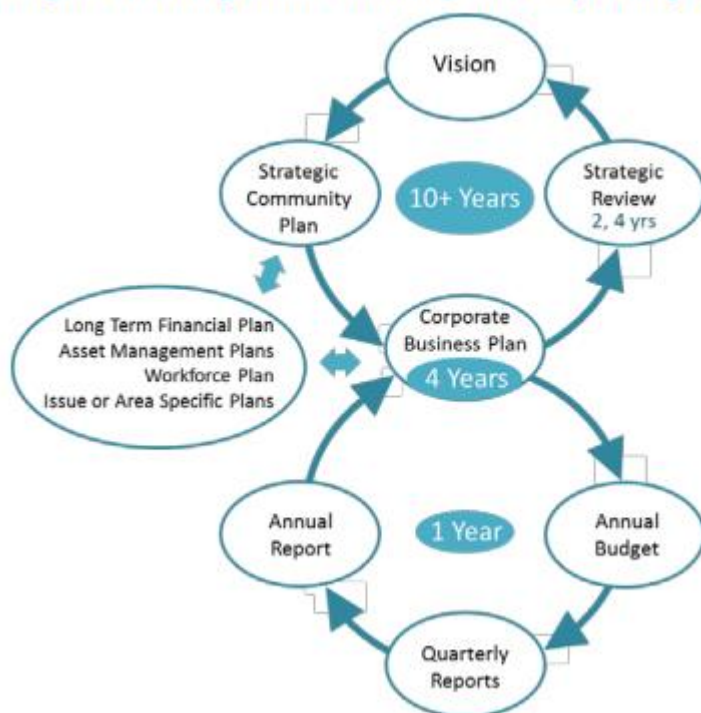 Vision
Strategic
Community
Plan
10+ Years
Strategic
Review
2, 4 yrs
Long Term Financial Plan
Asset Management Plans
Workforce Plan
Issue or Area Specific Plans
Corporate
Business Plan
4 Years
Annual
Report
1 Year
Annual
Budget
Quarterly
Reports